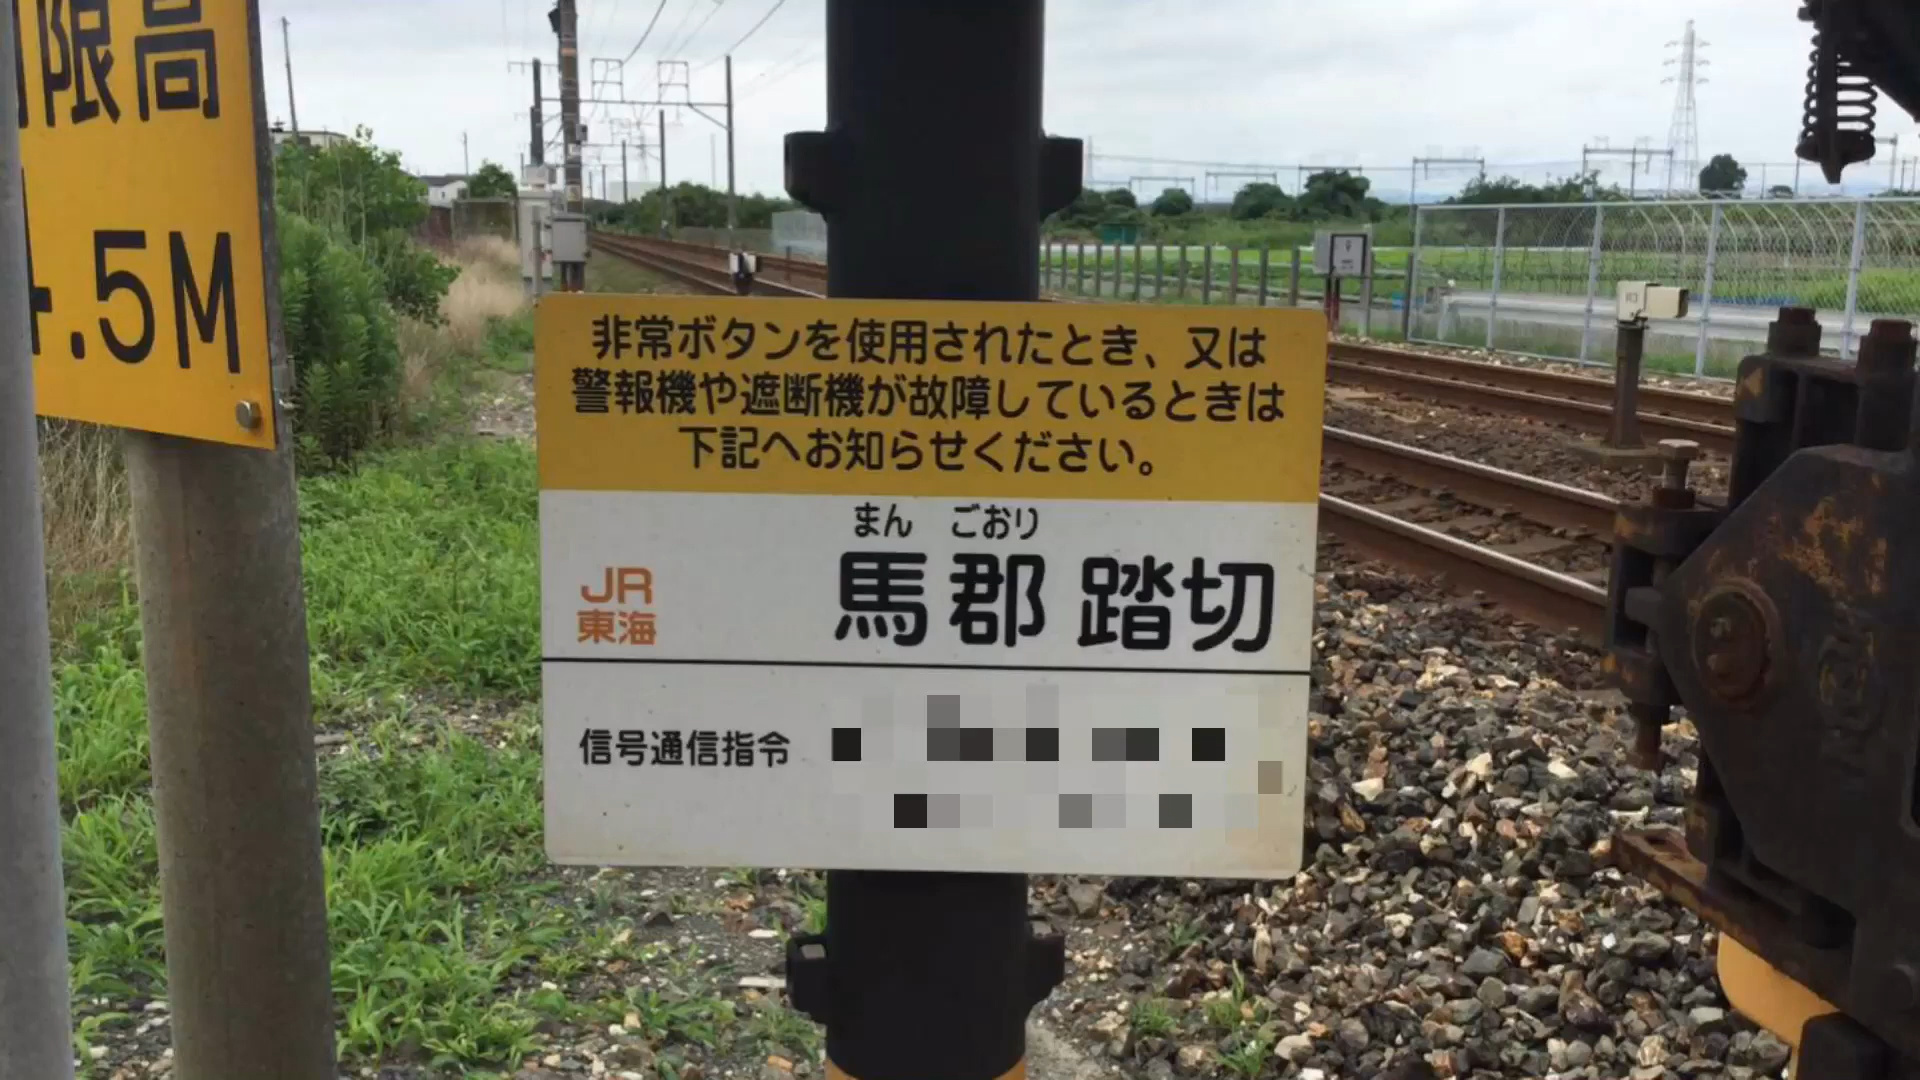 限高
4.5M
非常ボタンを使用されたとき、又は
警報機や遮断機が故障しているときは
下記へお知らせください。
まん ごおり
JR
東海
馬郡 踏切
信号通信指令